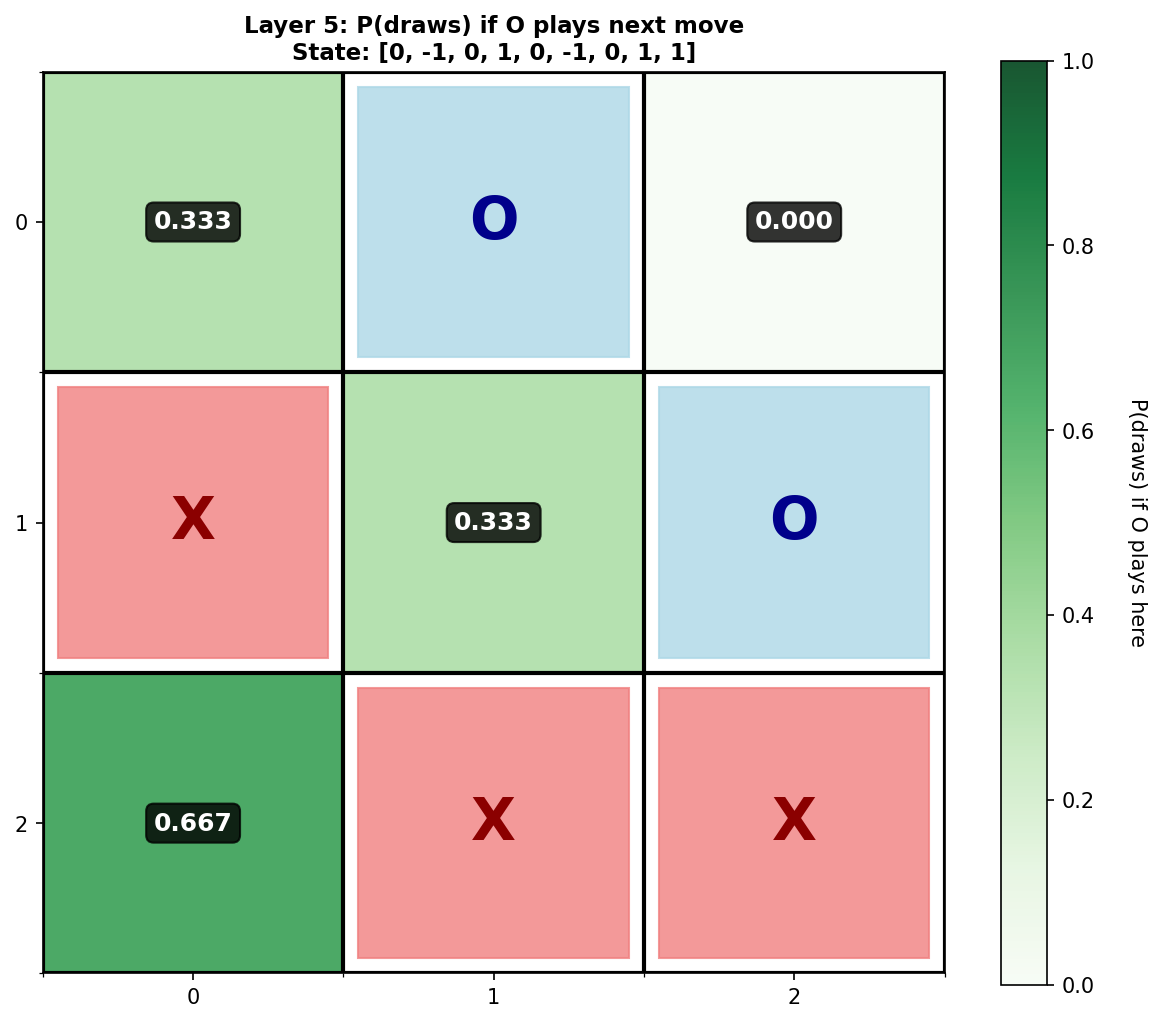 Layer 5: P(draws) if O plays next move
State: [0, -1, 0, 1, 0, -1, 0, 1, 1]
0.333
O
0.000
X
0.333
O
0.667
X
X
0
1
2
0
1
2
1.0
0.8
0.6
0.4
0.2
0.0
P(draws) if O plays here